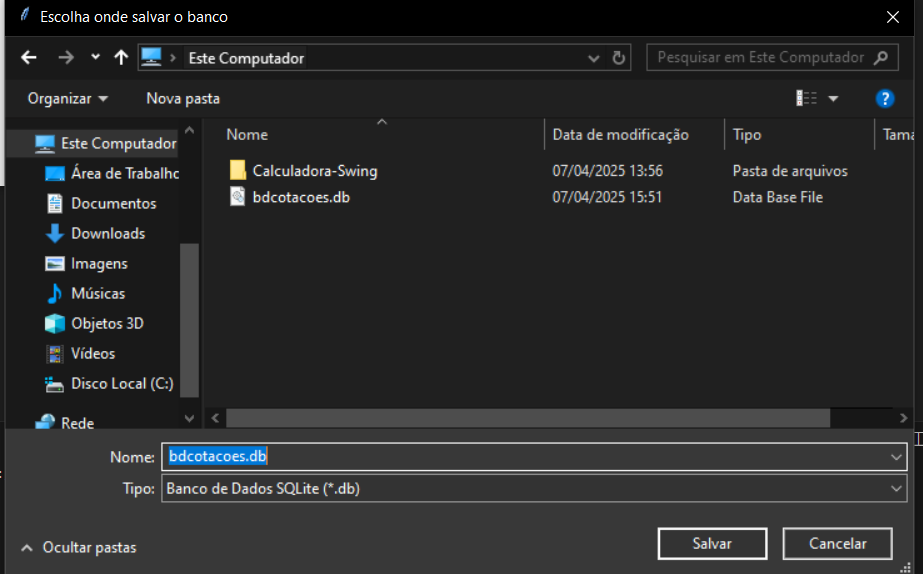 Escolha onde salvar o banco
Este Computador
Pesquisar em Este Computador
Organizar
Nova pasta
?
Nome
Data de modificação
Tipo
Tama
Calculadora-Swing
07/04/2025 13:56
Pasta de arquivos
bdcotacoes.db
07/04/2025 15:51
Data Base File
Este Computador
Área de Trabalhc
Documentos
Downloads
Imagens
Músicas
Objetos 3D
Vídeos
Disco Local (C:)
Rede
Nome: bdcotacoes.db
Tipo: Banco de Dados SQLite (*.db)
Ocultar pastas
Salvar
Cancelar